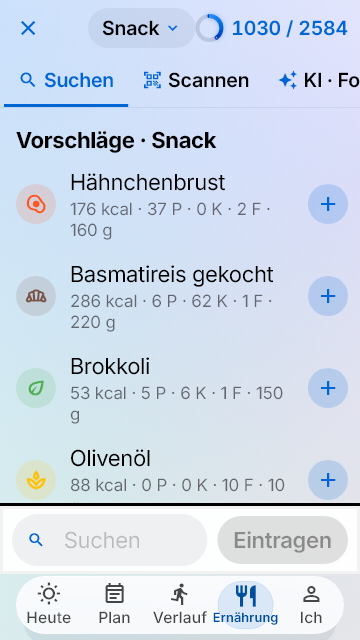 Snack
1030 / 2584
Suchen
Scannen
KI · Fo
Vorschläge · Snack
Hähnchenbrust
176 kcal · 37 P · 0 K · 2 F ·
160 g
Basmatireis gekocht
286 kcal · 6 P · 62 K · 1 F ·
220 g
Brokkoli
53 kcal · 5 P · 6 K · 1 F · 150
g
Olivenöl
88 kcal · 0 P · 0 K · 10 F · 10
Suchen
Eintragen
Heute
Plan
Verlauf
Ernährung
Ich